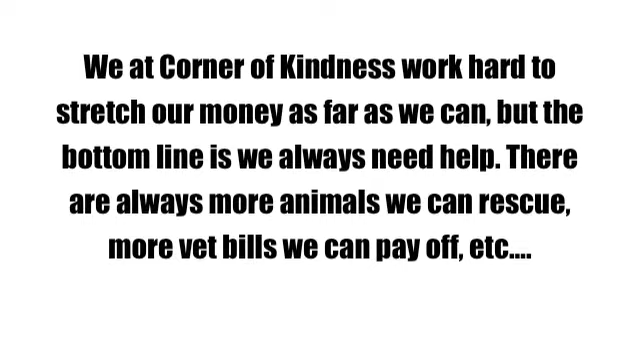 We at Corner of Kindness work hard to
stretch our money as far as we can, but the
bottom line is we always need help. There
are always more animals we can rescue,
more vet bills we can pay off, etc....